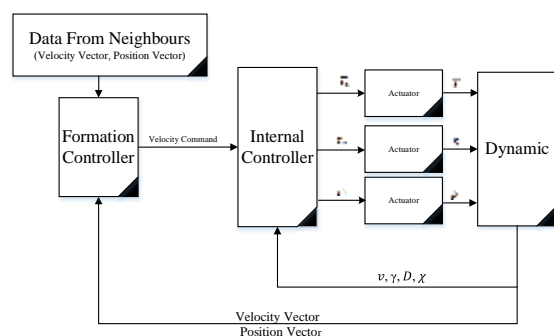 Data From Neighbours
(Velocity Vector, Position Vector)
Formation
Controller
Velocity Command
Internal
Controller
Actuator
Actuator
Actuator
Dynamic
v, γ, D, χ
Velocity Vector
Position Vector